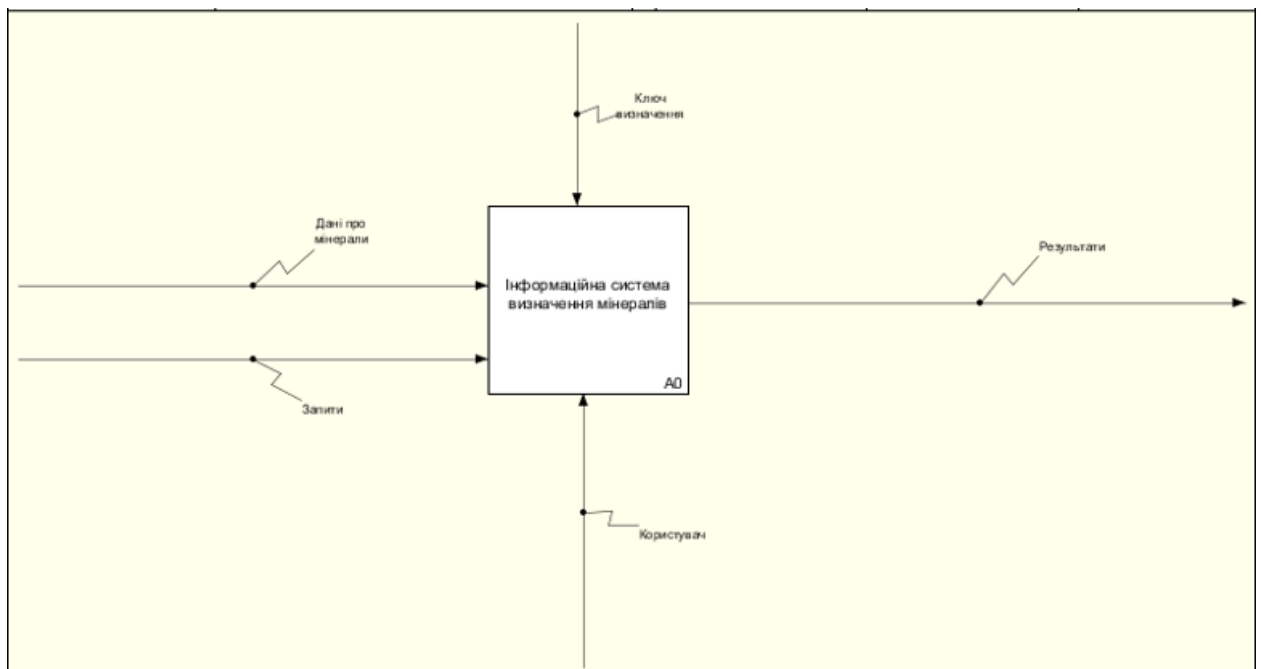 Ключ
визначення
Дані про
мінерали
Результати
Інформаційна система
визначення мінералів
A0
Запити
Користувач